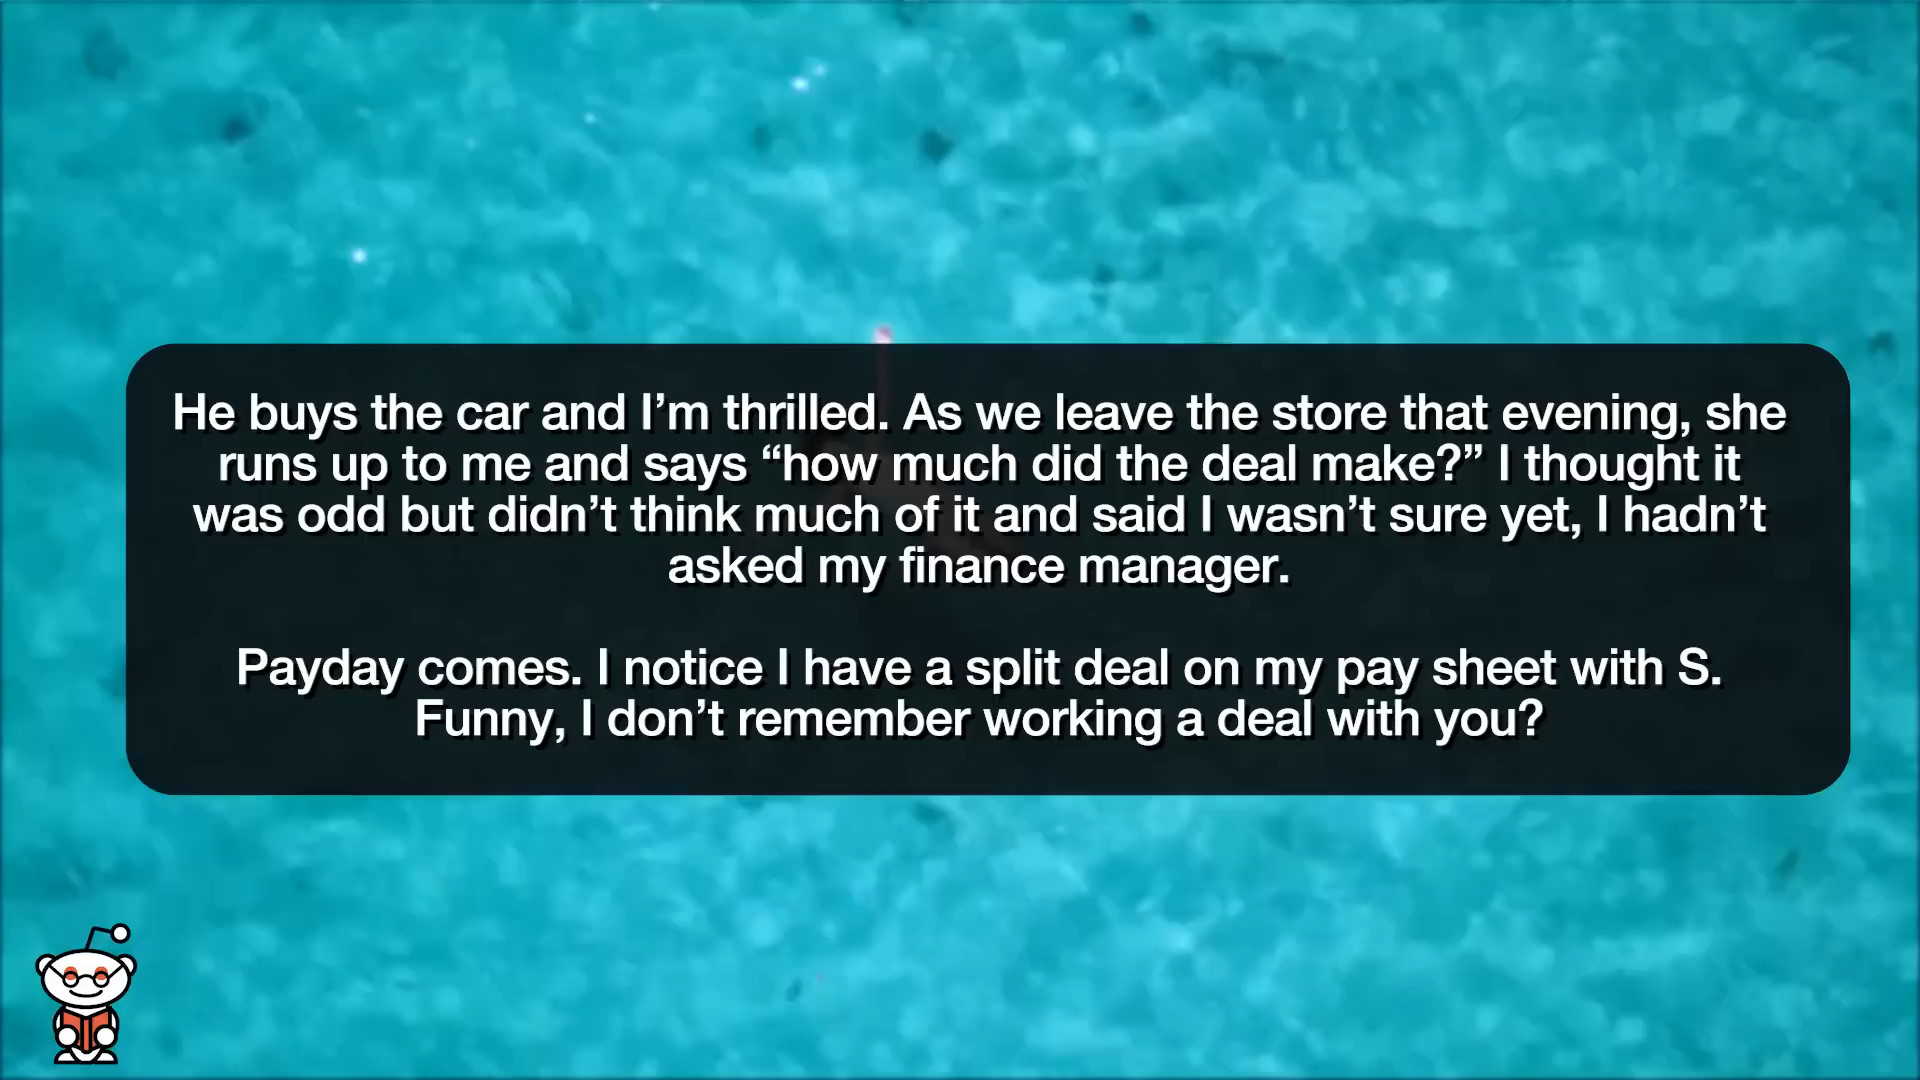 He buys the car and I’m thrilled. As we leave the store that evening, she
runs up to me and says “how much did the deal make?” I thought it
was odd but didn’t think much of it and said I wasn’t sure yet, I hadn’t
asked my finance manager.
Payday comes. I notice I have a split deal on my pay sheet with S.
Funny, I don’t remember working a deal with you?